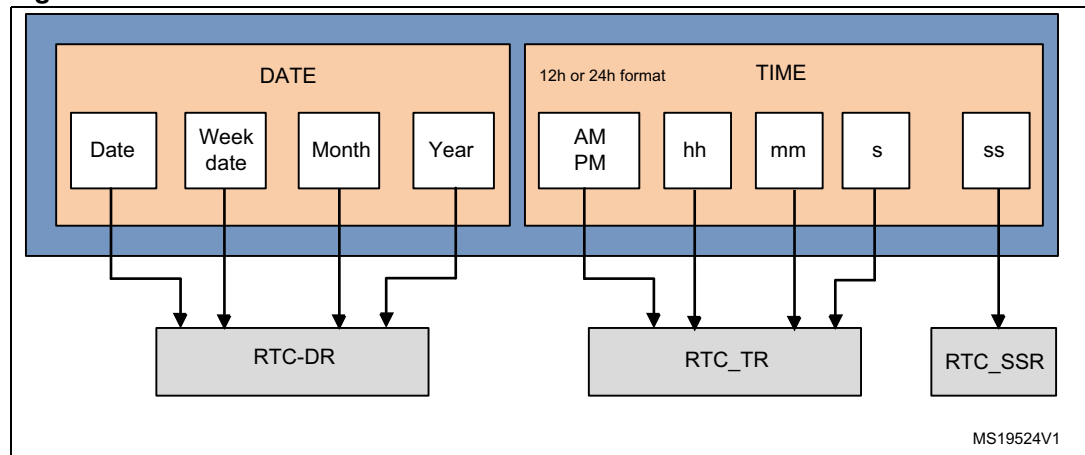 DATE
12h or 24h format
TIME
Date
Week
date
Month
Year
AM
PM
hh
mm
s
ss
RTC-DR
RTC_TR
RTC_SSR
MS19524V1